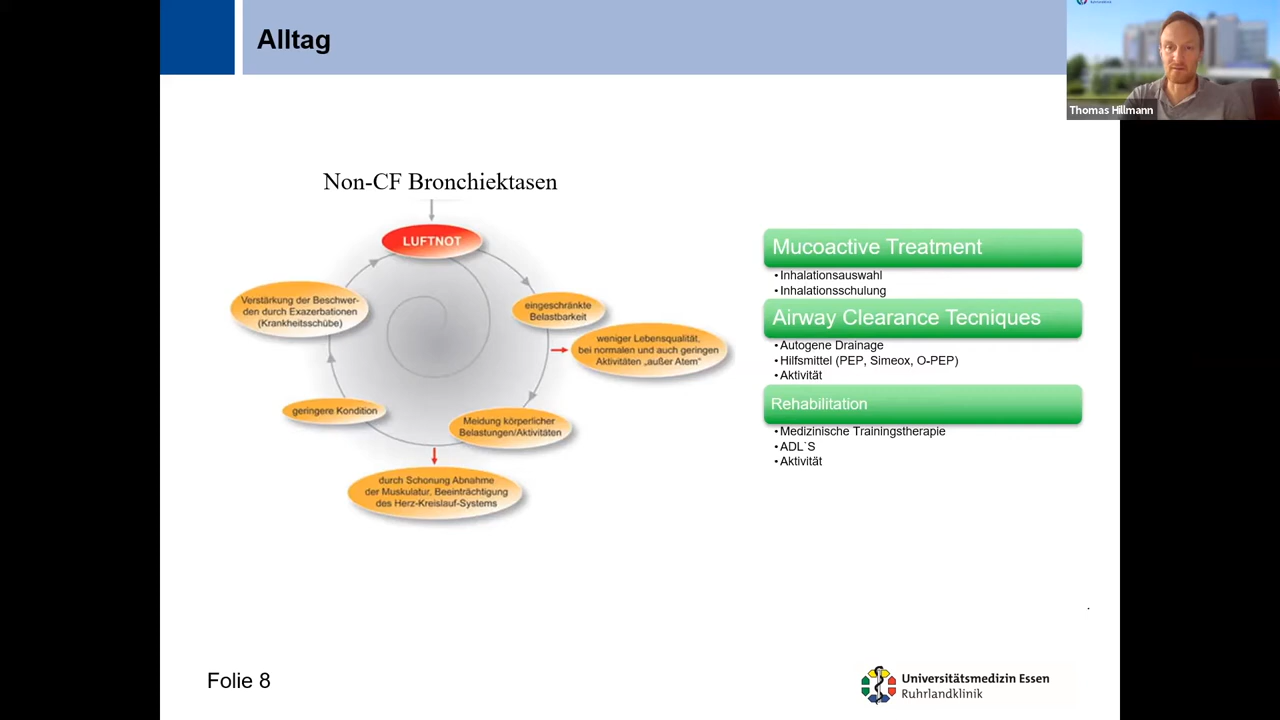 Alltag
Thomas Hillmann
Non-CF Bronchiektasen
LUFTNOT
eingeschränkte
Belastbarkeit
weniger Lebensqualität,
bei normalen und auch geringen
Aktivitäten „außer Atem“
Meidung körperlicher
Belastungen/Aktivitäten
durch Schonung Abnahme
der Muskulatur, Beeinträchtigung
des Herz-Kreislauf-Systems
geringere Kondition
Verstärkung der Beschwer-
den durch Exazerbationen
(Krankheitsschübe)
Mucoactive Treatment
• Inhalationsauswahl
• Inhalationsschulung
Airway Clearance Tecniques
• Autogene Drainage
• Hilfsmittel (PEP, Simeox, O-PEP)
• Aktivität
Rehabilitation
• Medizinische Trainingstherapie
• ADL`S
• Aktivität
.
Folie 8
Universitätsmedizin Essen
Ruhrlandklinik